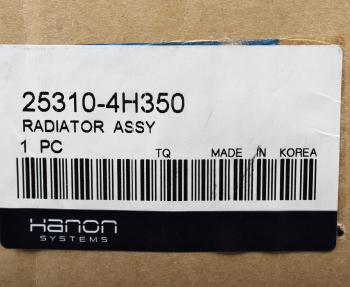 25310-4H350
RADIATOR ASSY
1 PC
TQ MADE IN KOREA
Hanon
SYSTEMS